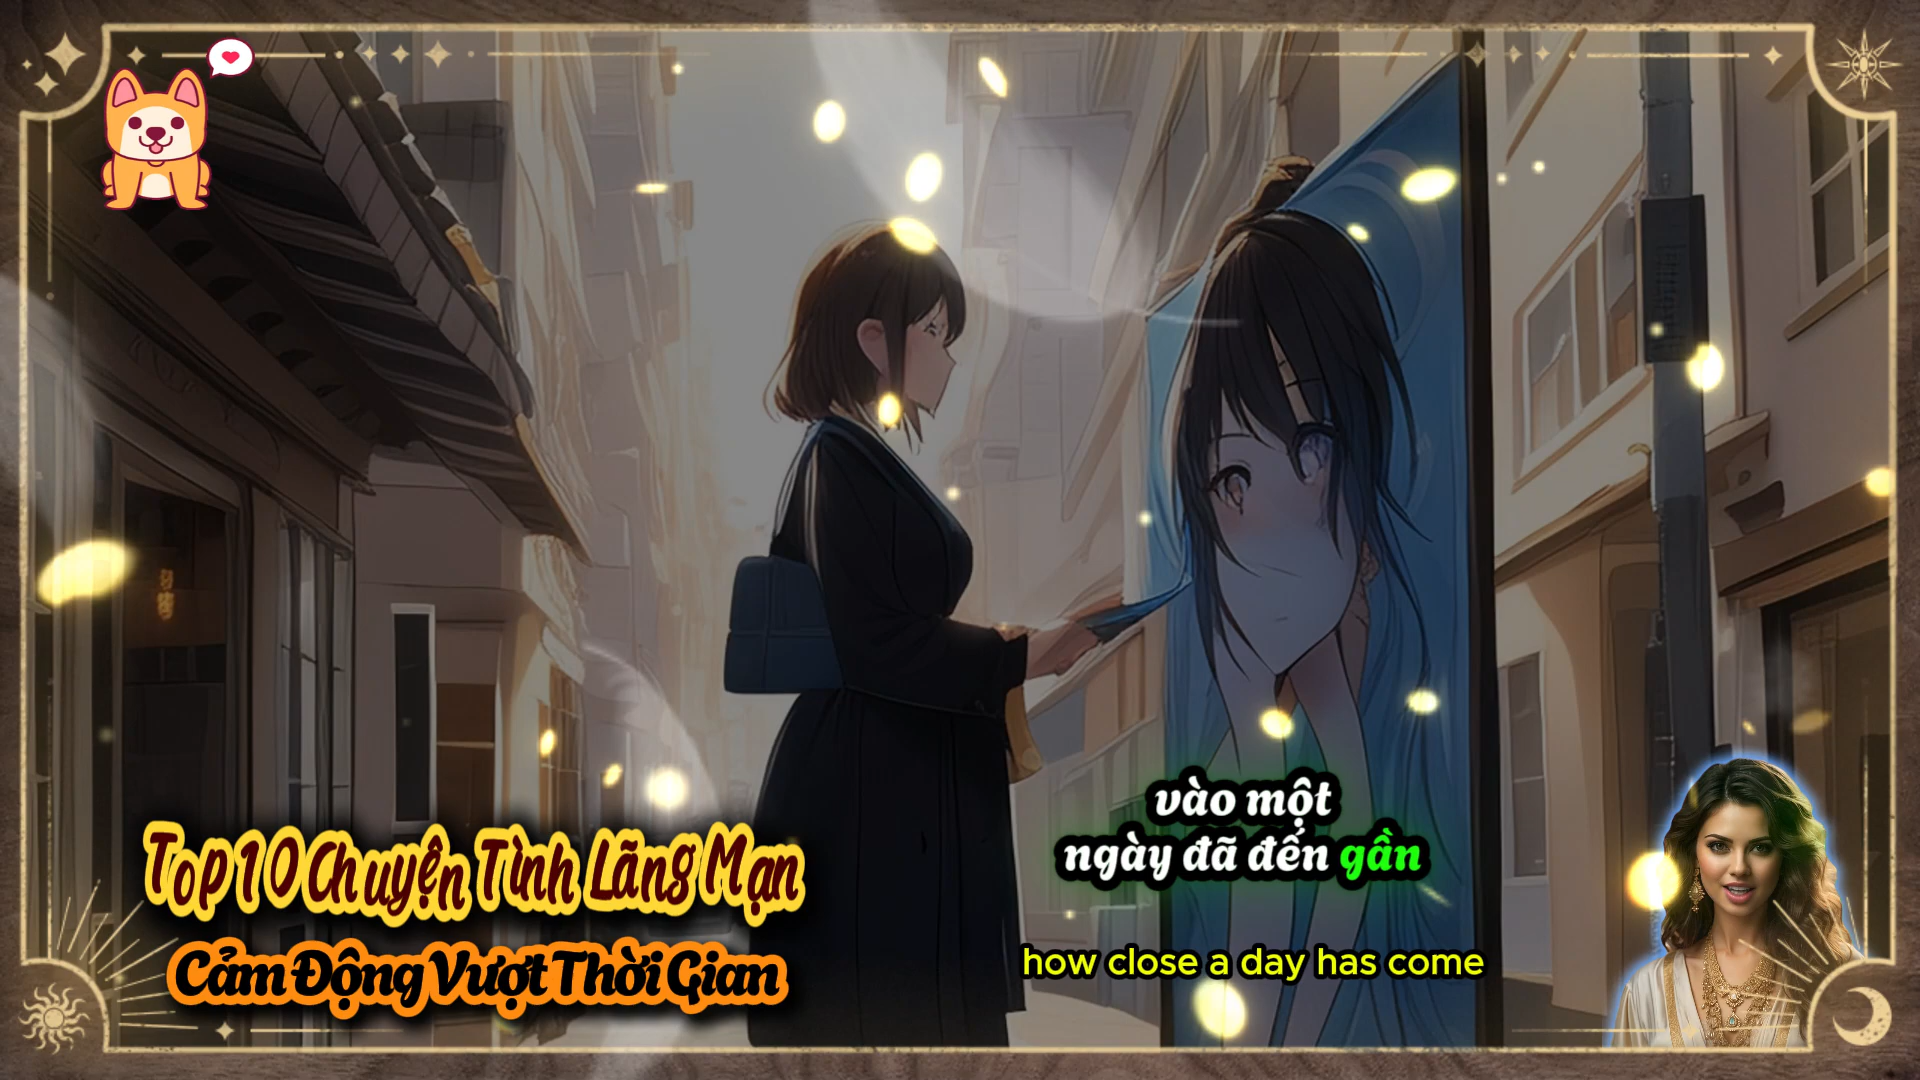 Top 10 Chuyện Tình Lãng Mạn
Cảm Động Vượt Thời Gian
vào một
ngày đã đến gần
how close a day has come